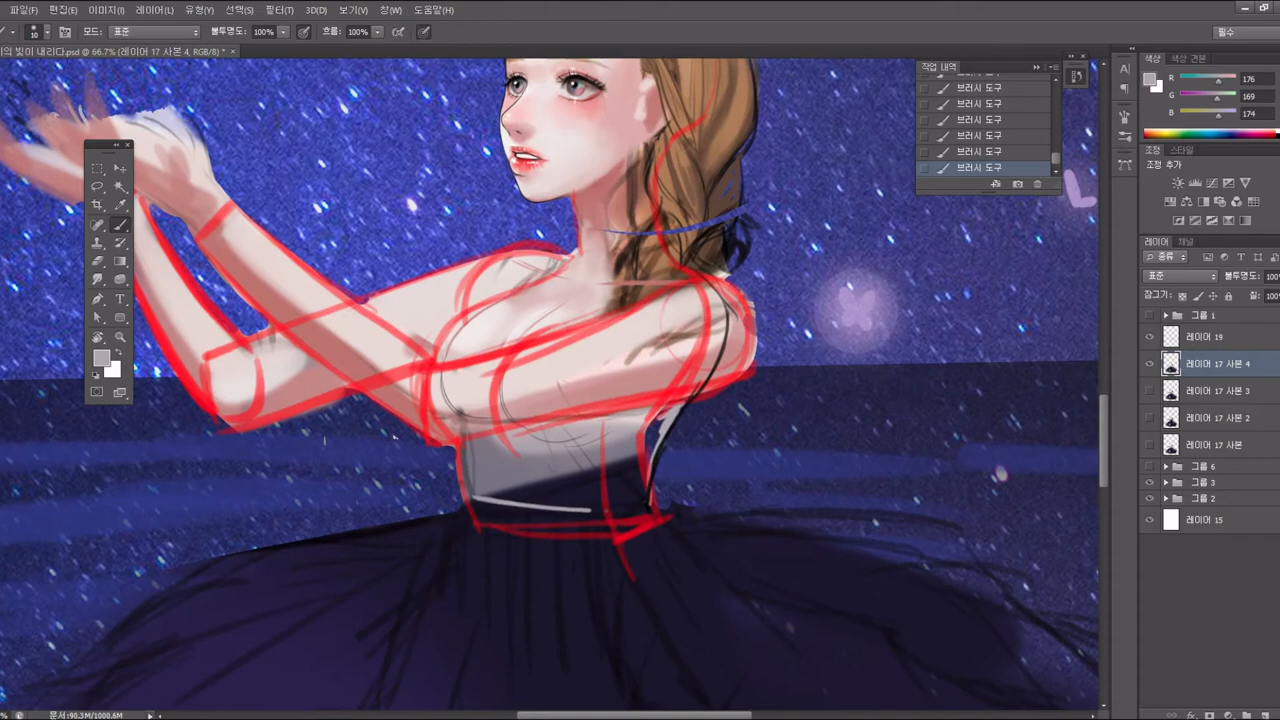 파일(F) 편집(E) 이미지(I) 레이어(L) 유형(Y) 선택(S) 필터(T) 3D(D) 보기(V) 창(W) 도움말(H)
10 모드: 표준 불투명도: 100% 흐름: 100% 필수
의 빛이 내리다.psd @ 66.7% (레이어 17 사본 4, RGB/8) * ×
색상 색상 견본
R 176
G 169
B 174
작업 내역
브러시 도구
브러시 도구
브러시 도구
브러시 도구
브러시 도구
브러시 도구
조정 스타일
조정 추가
레이어 채널
종류
표준 불투명도: 100
잠그기: 칠: 100
그룹 1
레이어 19
레이어 17 사본 4
레이어 17 사본 3
레이어 17 사본 2
레이어 17 사본
그룹 6
그룹 3
그룹 2
레이어 15
% 문서:90.3M/1000.6M